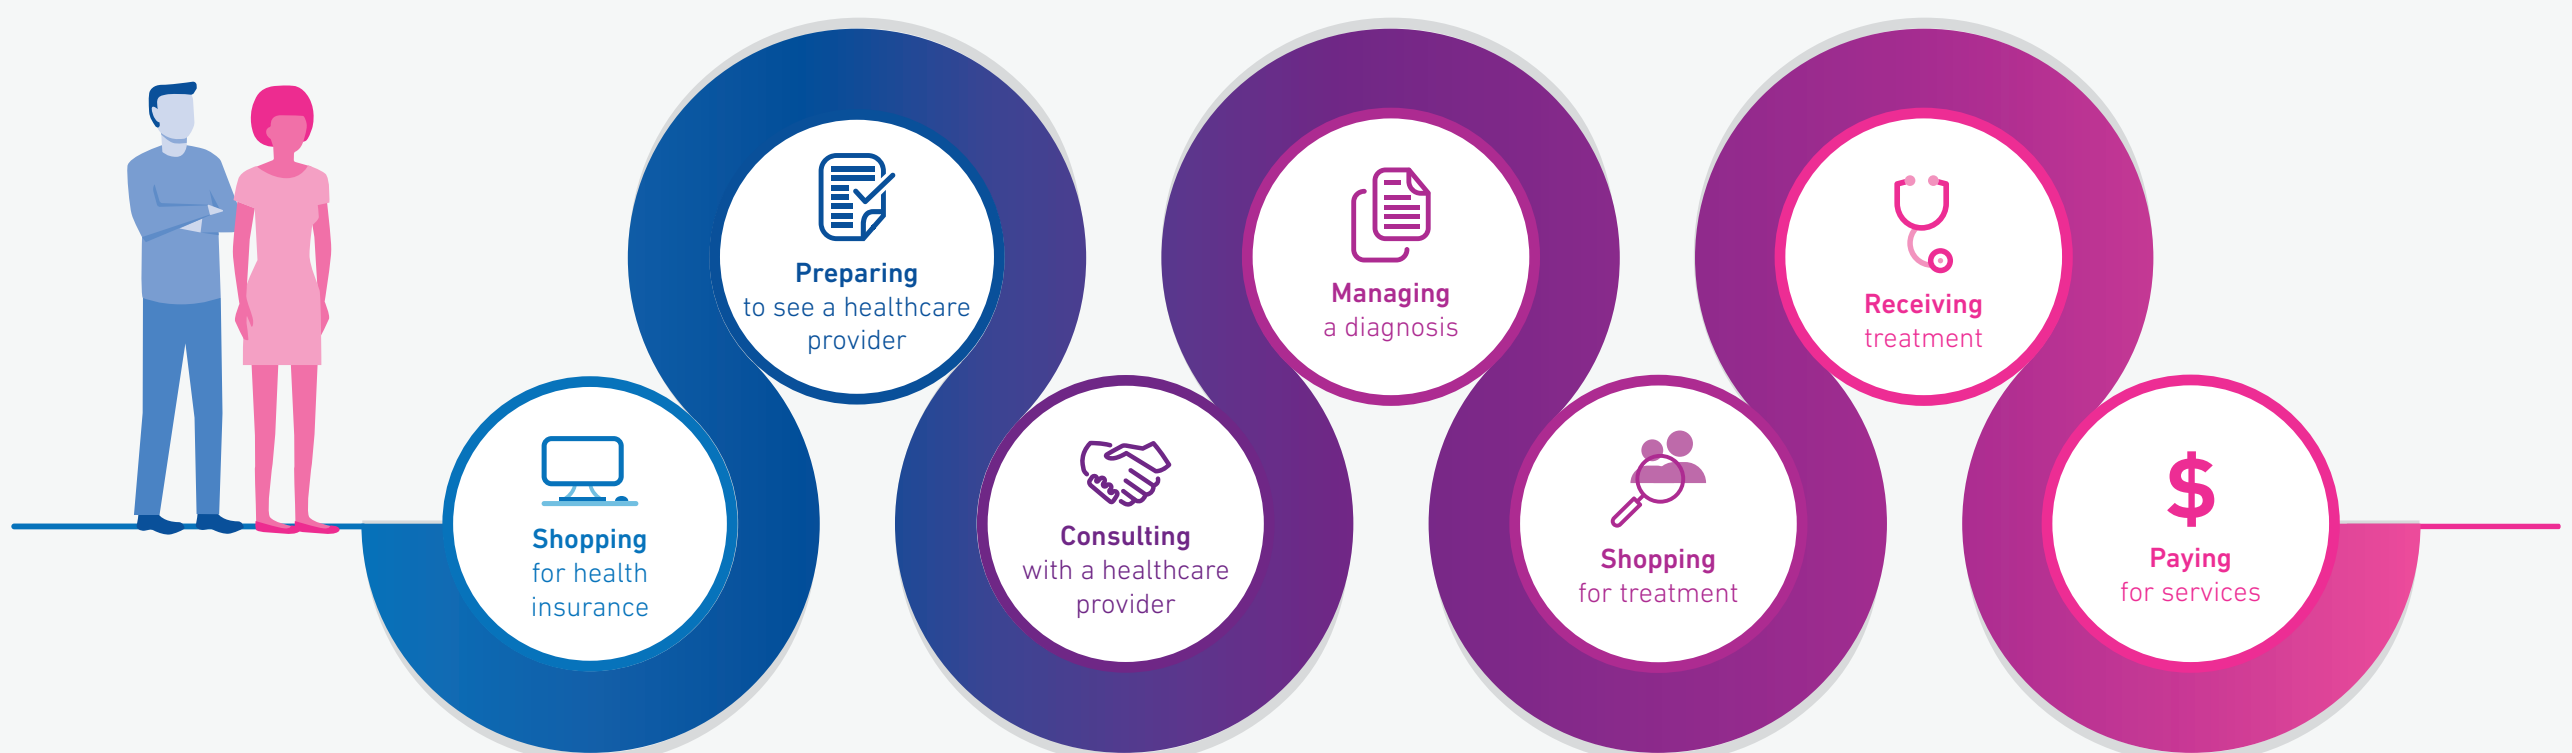 Shopping
for health
insurance
Preparing
to see a healthcare
provider
Consulting
with a healthcare
provider
Managing
a diagnosis
Shopping
for treatment
Receiving
treatment
$
Paying
for services